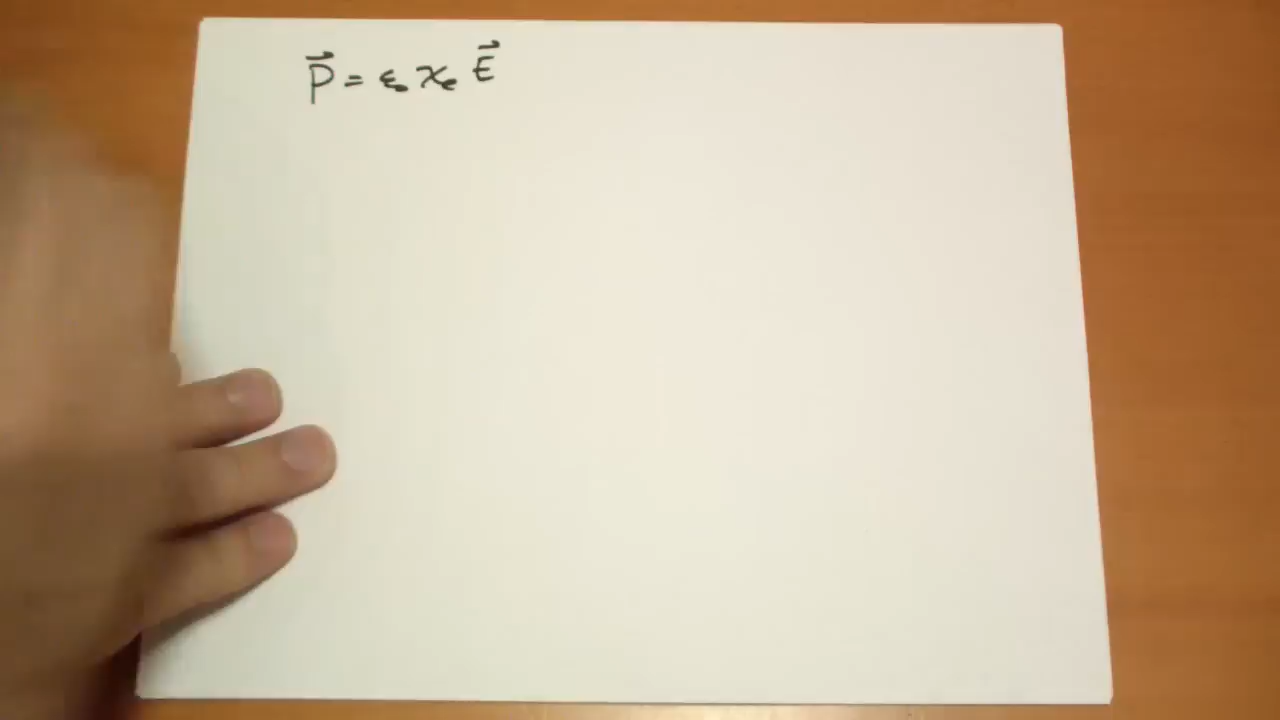 P⃗ = ε₀ χₑ E⃗